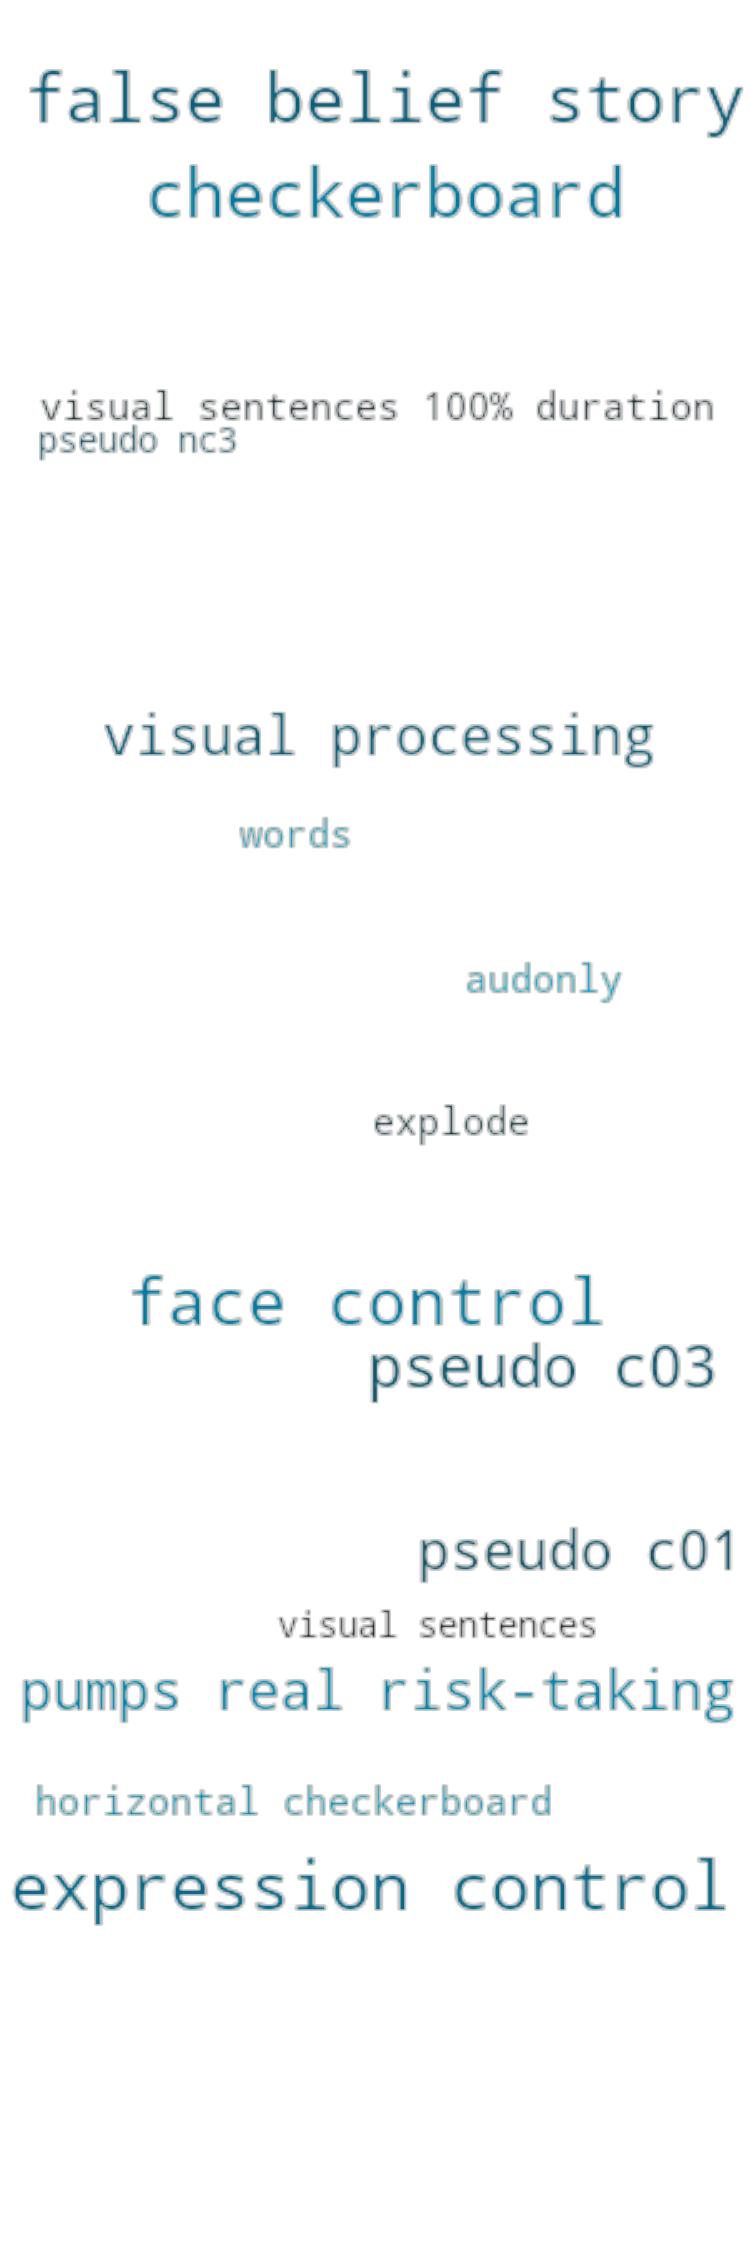 false belief story
checkerboard
visual sentences 100% duration
pseudo nc3
visual processing
words
audonly
explode
face control
pseudo c03
pseudo c01
visual sentences
pumps real risk-taking
horizontal checkerboard
expression control